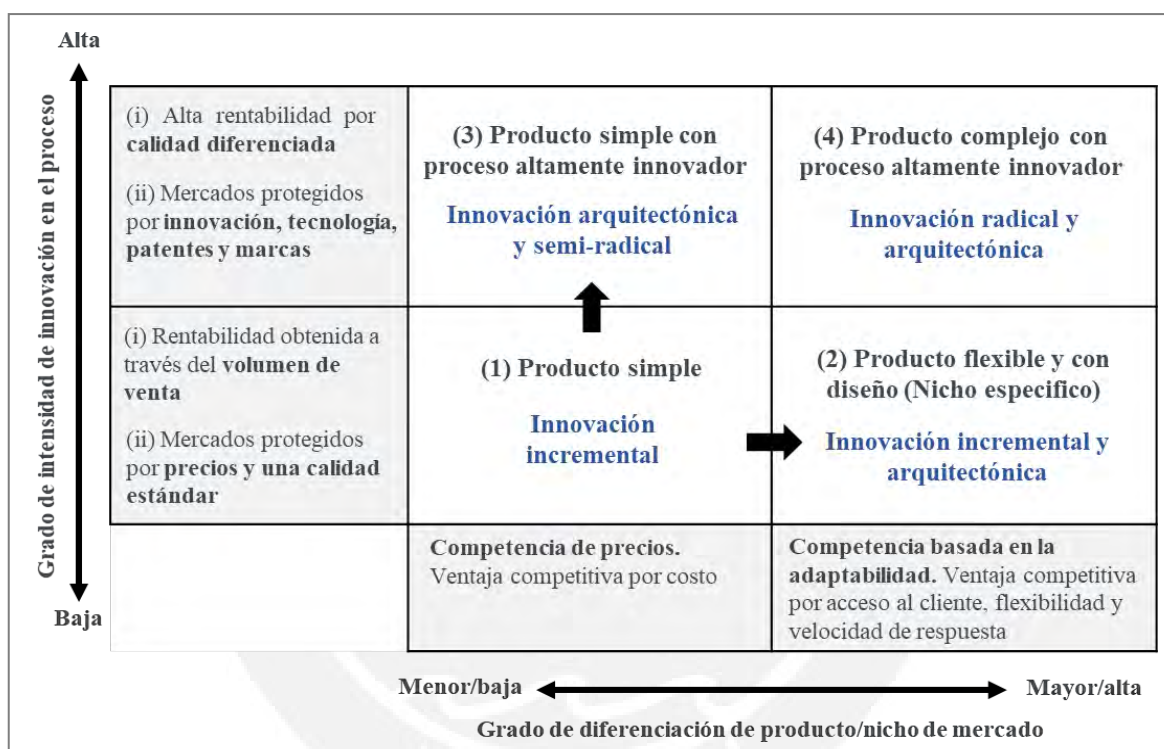 Alta
Grado de intensidad de innovación en el proceso
Baja
(i) Alta rentabilidad por
calidad diferenciada
(ii) Mercados protegidos
por innovación, tecnología,
patentes y marcas
(3) Producto simple con
proceso altamente innovador
Innovación arquitectónica
y semi-radical
(4) Producto complejo con
proceso altamente innovador
Innovación radical y
arquitectónica
(i) Rentabilidad obtenida a
través del volumen de
venta
(ii) Mercados protegidos
por precios y una calidad
estándar
(1) Producto simple
Innovación
incremental
(2) Producto flexible y con
diseño (Nicho especifico)
Innovación incremental y
arquitectónica
Competencia de precios.
Ventaja competitiva por costo
Competencia basada en la
adaptabilidad. Ventaja competitiva
por acceso al cliente, flexibilidad y
velocidad de respuesta
Menor/baja
Mayor/alta
Grado de diferenciación de producto/nicho de mercado